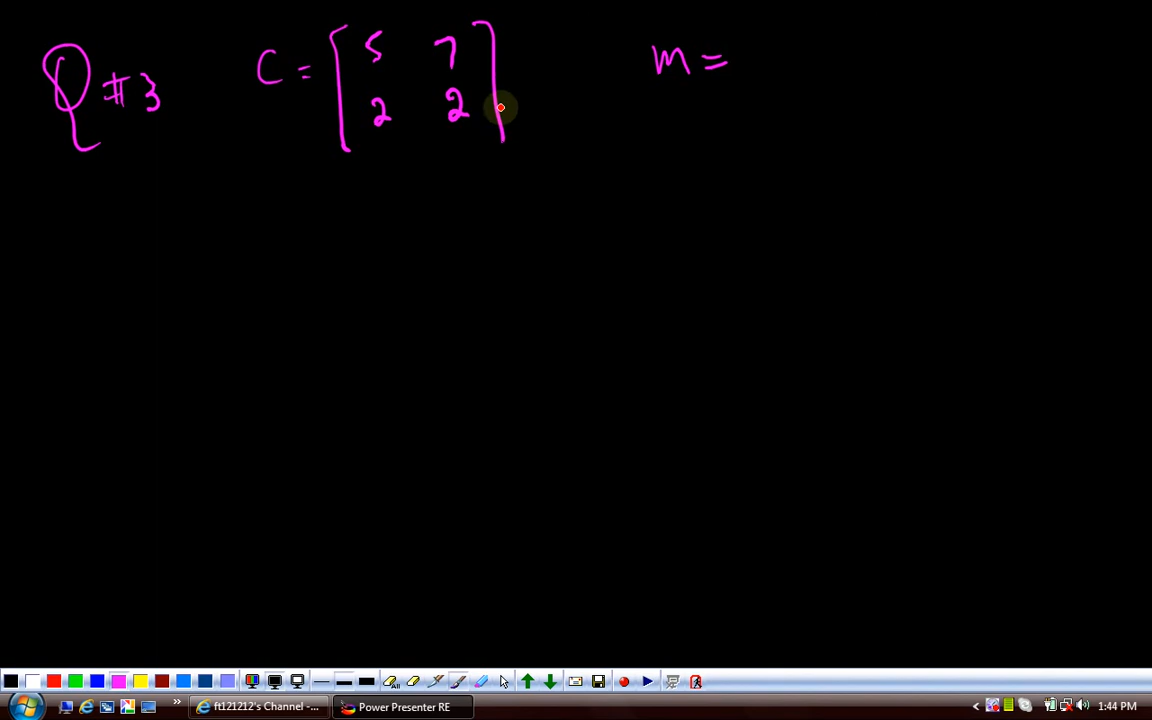 Q #3 C = [ 5 7 m =
2 2 ]
ft121212's Channel -... Power Presenter RE 1:44 PM